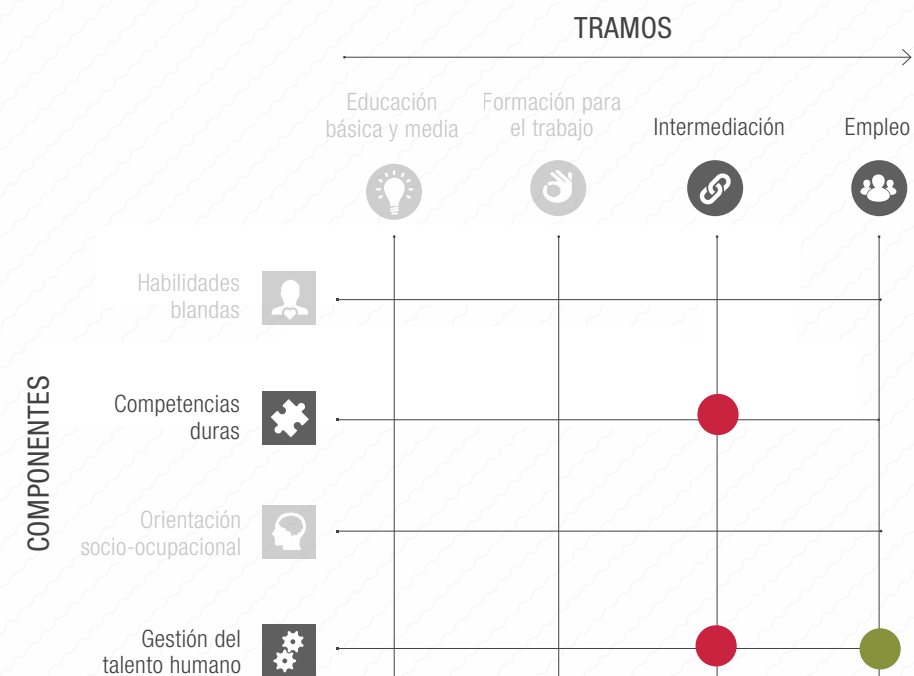 TRAMOS
Educación
básica y media
Formación para
el trabajo
Intermediación
Empleo
COMPONENTES
Habilidades
blandas
Competencias
duras
Orientación
socio-ocupacional
Gestión del
talento humano